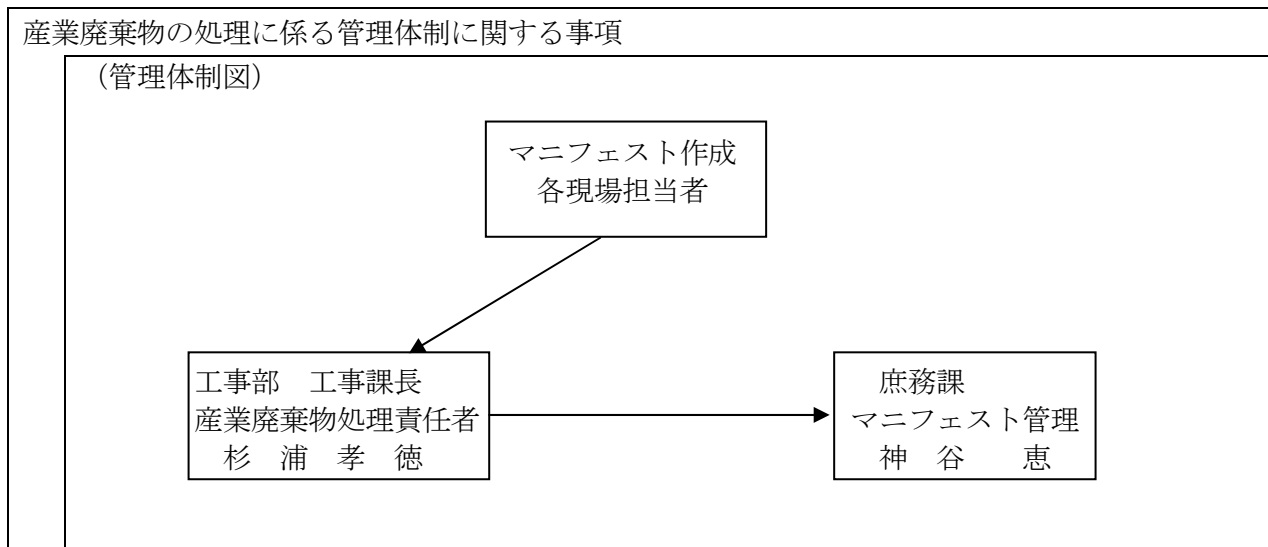 産業廃棄物の処理に係る管理体制に関する事項
（管理体制図）
マニフェスト作成
各現場担当者
工事部　工事課長
産業廃棄物処理責任者
杉　浦　孝　徳
庶務課
マニフェスト管理
神　谷　　恵